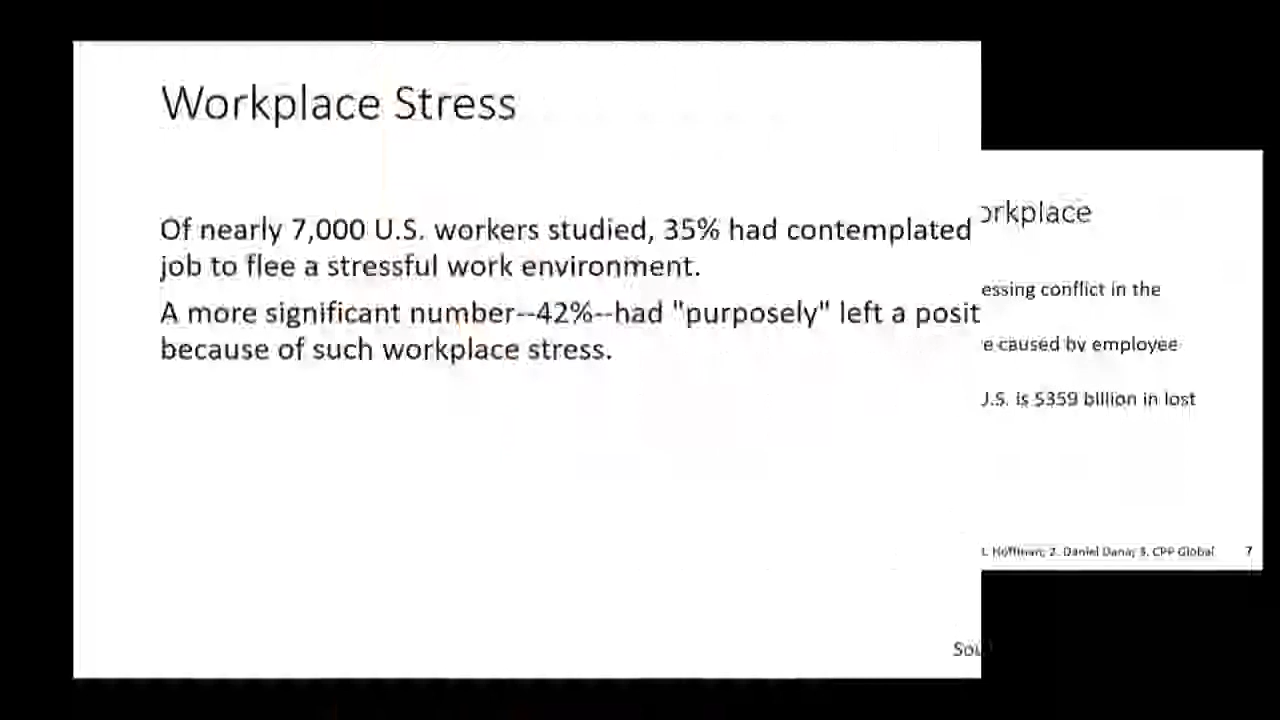 Workplace Stress
Of nearly 7,000 U.S. workers studied, 35% had contemplated
job to flee a stressful work environment.
A more significant number--42%--had "purposely" left a posit
because of such workplace stress.
Sou
orkplace
essing conflict in the
e caused by employee
U.S. is $359 billion in lost
1. Hoffman; 2. Daniel Dana; 3. CPP Global 7